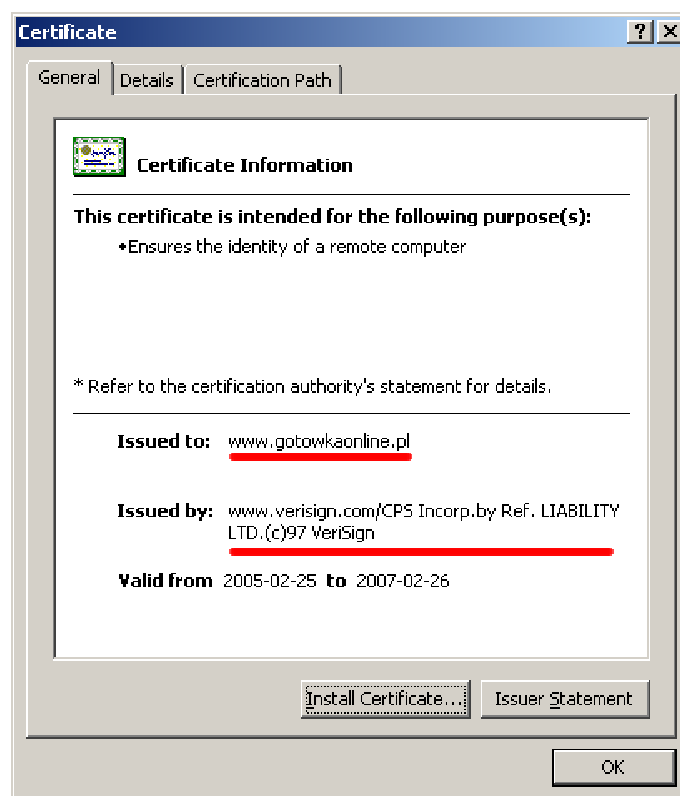 Certificate
General Details Certification Path
Certificate Information
This certificate is intended for the following purpose(s):
•Ensures the identity of a remote computer
* Refer to the certification authority's statement for details.
Issued to: www.gotowkaonline.pl
Issued by: www.verisign.com/CPS Incorp.by Ref. LIABILITY
LTD.(c)97 VeriSign
Valid from 2005-02-25 to 2007-02-26
Install Certificate... Issuer Statement
OK